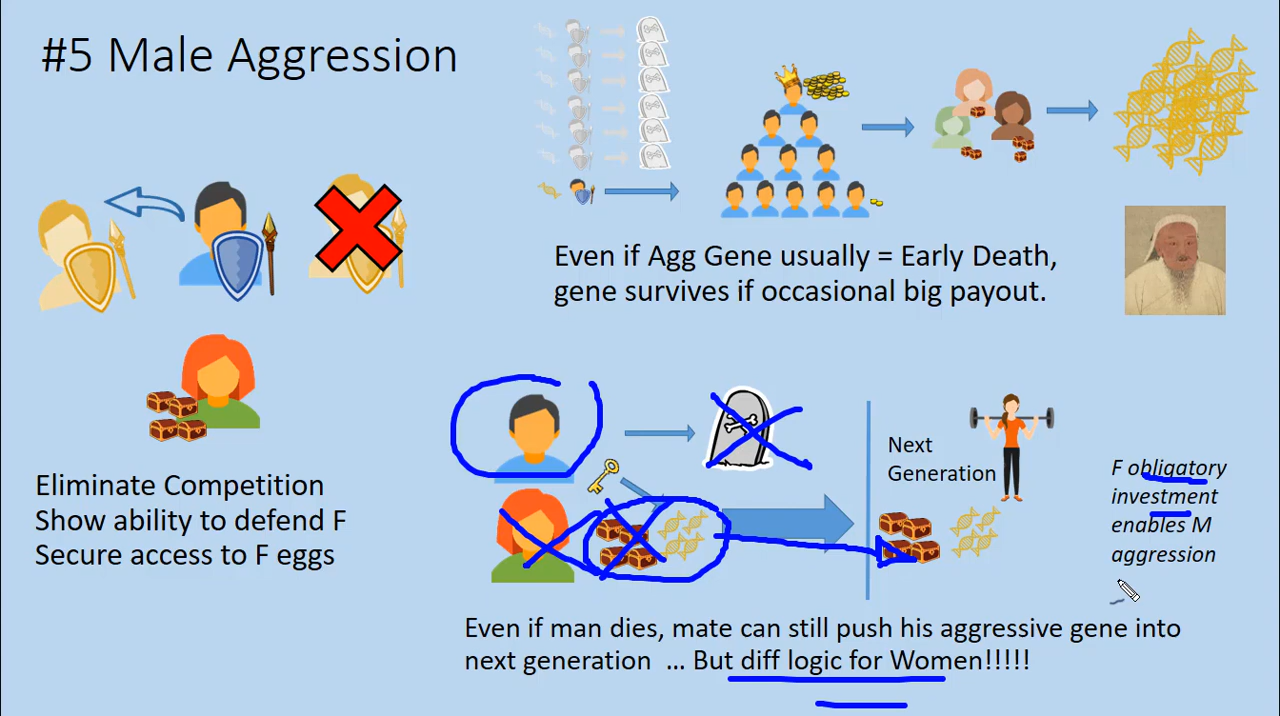 #5 Male Aggression
Even if Agg Gene usually = Early Death,
gene survives if occasional big payout.
Eliminate Competition
Show ability to defend F
Secure access to F eggs
Next
Generation
F obligatory
investment
enables M
aggression
Even if man dies, mate can still push his aggressive gene into
next generation … But diff logic for Women!!!!!